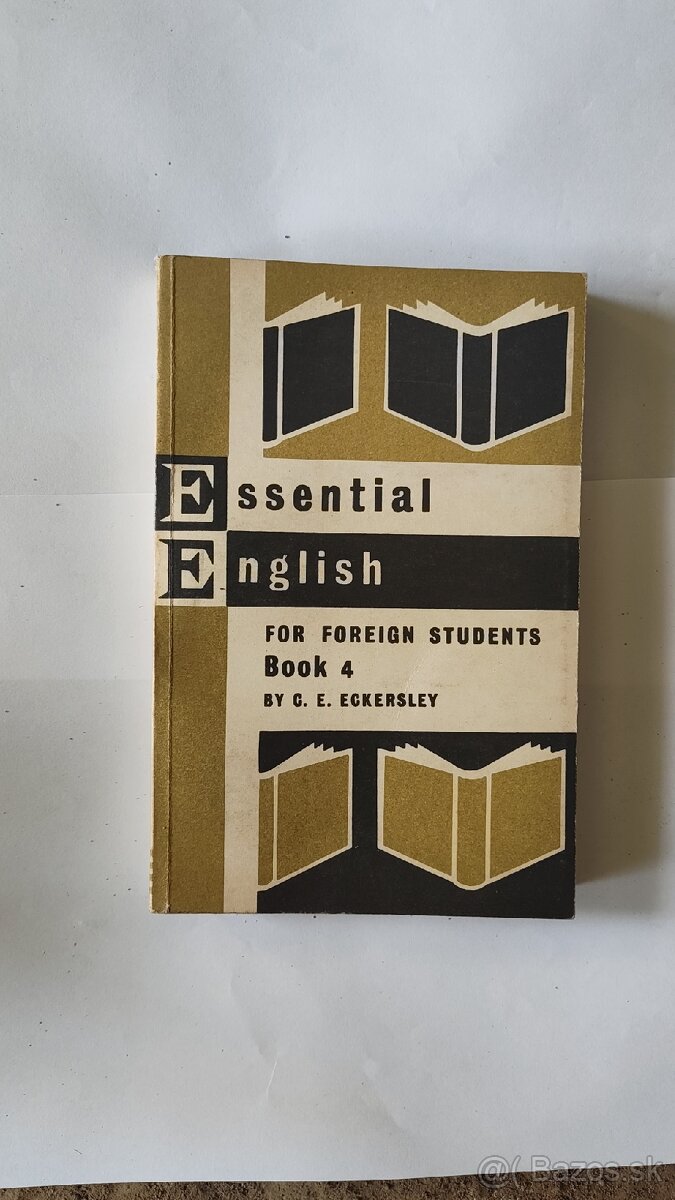 Essential
English
FOR FOREIGN STUDENTS
Book 4
BY C. E. ECKERSLEY
@( Bazos.sk